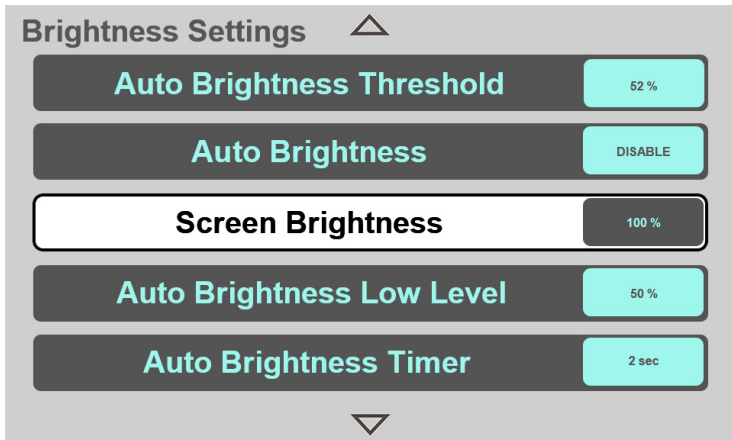 Brightness Settings
Auto Brightness Threshold 52 %
Auto Brightness DISABLE
Screen Brightness 100 %
Auto Brightness Low Level 50 %
Auto Brightness Timer 2 sec